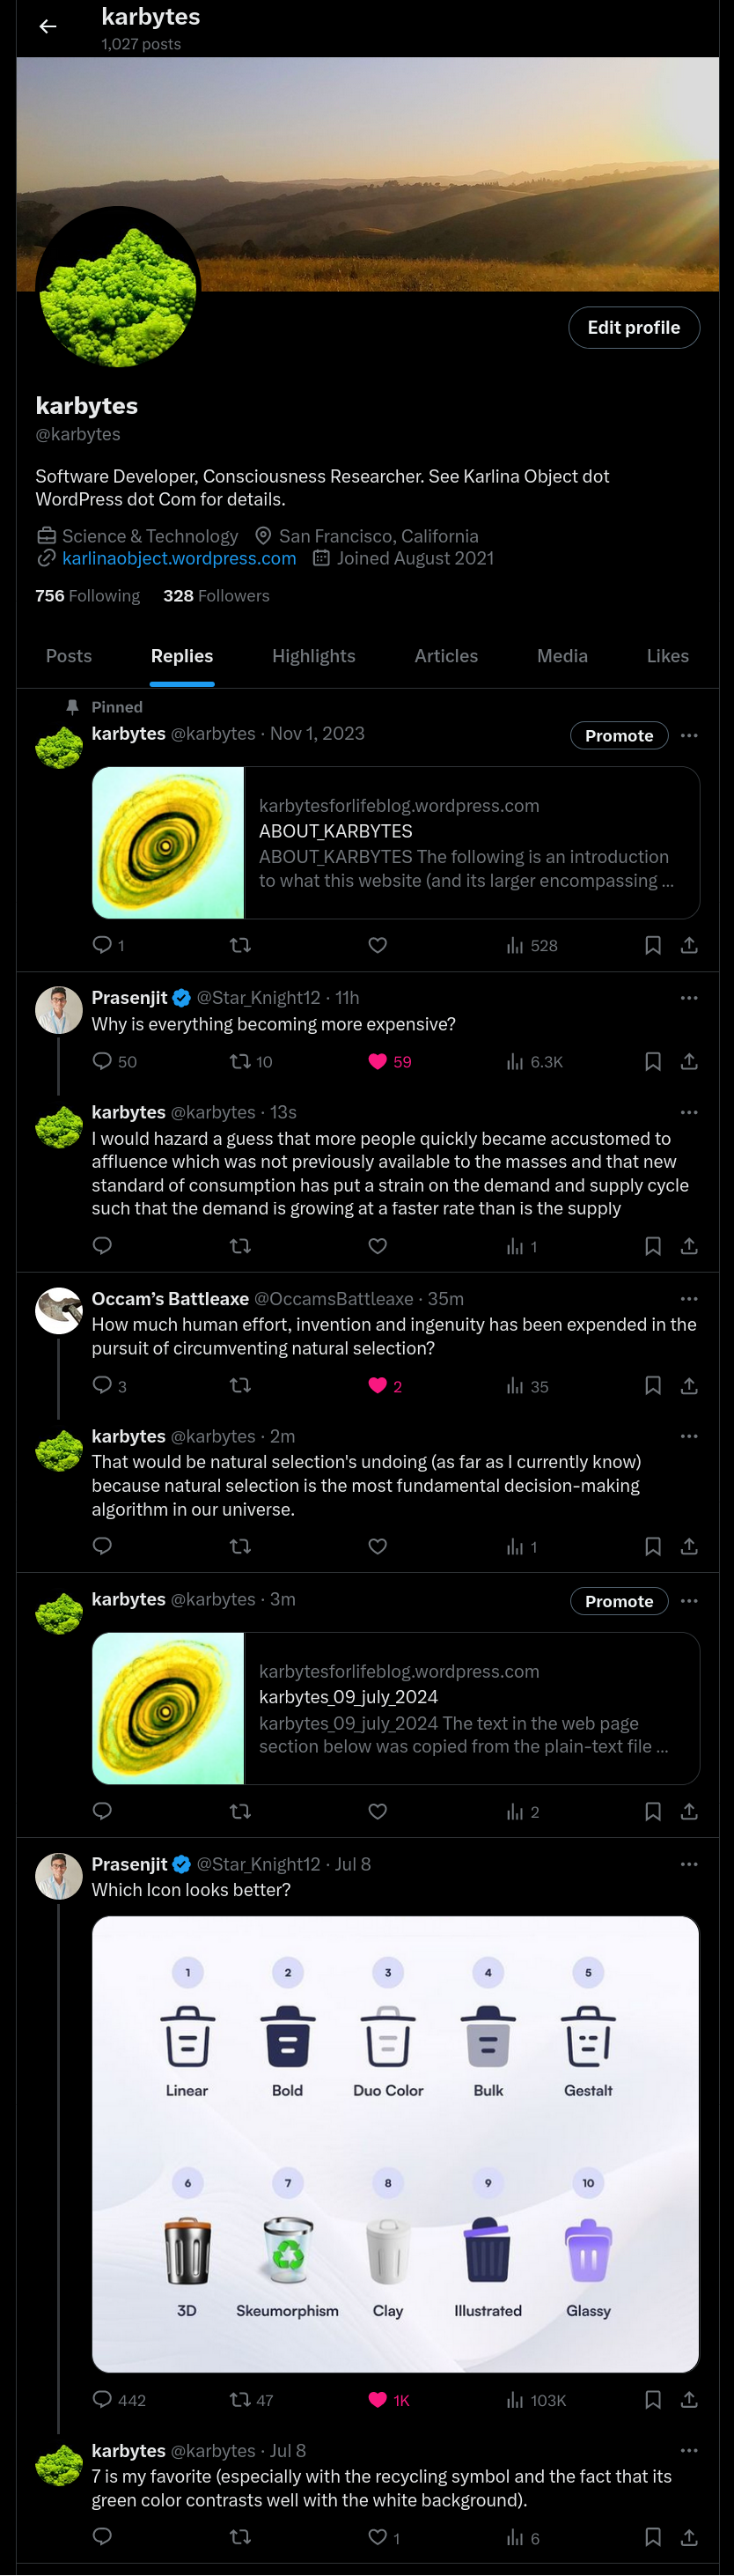 karbytes
1,027 posts
Edit profile
karbytes
@karbytes
Software Developer, Consciousness Researcher. See Karlina Object dot
WordPress dot Com for details.
Science & Technology San Francisco, California
karlinaobject.wordpress.com Joined August 2021
756 Following 328 Followers
Posts Replies Highlights Articles Media Likes
Pinned
karbytes @karbytes · Nov 1, 2023 Promote
karbytesforlifeblog.wordpress.com
ABOUT_KARBYTES
ABOUT_KARBYTES The following is an introduction
to what this website (and its larger encompassing ...
1 528
Prasenjit @Star_Knight12 · 11h
Why is everything becoming more expensive?
50 10 59 6.3K
karbytes @karbytes · 13s
I would hazard a guess that more people quickly became accustomed to
affluence which was not previously available to the masses and that new
standard of consumption has put a strain on the demand and supply cycle
such that the demand is growing at a faster rate than is the supply
1
Occam's Battleaxe @OccamsBattleaxe · 35m
How much human effort, invention and ingenuity has been expended in the
pursuit of circumventing natural selection?
3 2 35
karbytes @karbytes · 2m
That would be natural selection's undoing (as far as I currently know)
because natural selection is the most fundamental decision-making
algorithm in our universe.
1
karbytes @karbytes · 3m Promote
karbytesforlifeblog.wordpress.com
karbytes_09_july_2024
karbytes_09_july_2024 The text in the web page
section below was copied from the plain-text file ...
2
Prasenjit @Star_Knight12 · Jul 8
Which Icon looks better?
1 2 3 4 5
Linear Bold Duo Color Bulk Gestalt
6 7 8 9 10
3D Skeumorphism Clay Illustrated Glassy
442 47 1K 103K
karbytes @karbytes · Jul 8
7 is my favorite (especially with the recycling symbol and the fact that its
green color contrasts well with the white background).
1 6